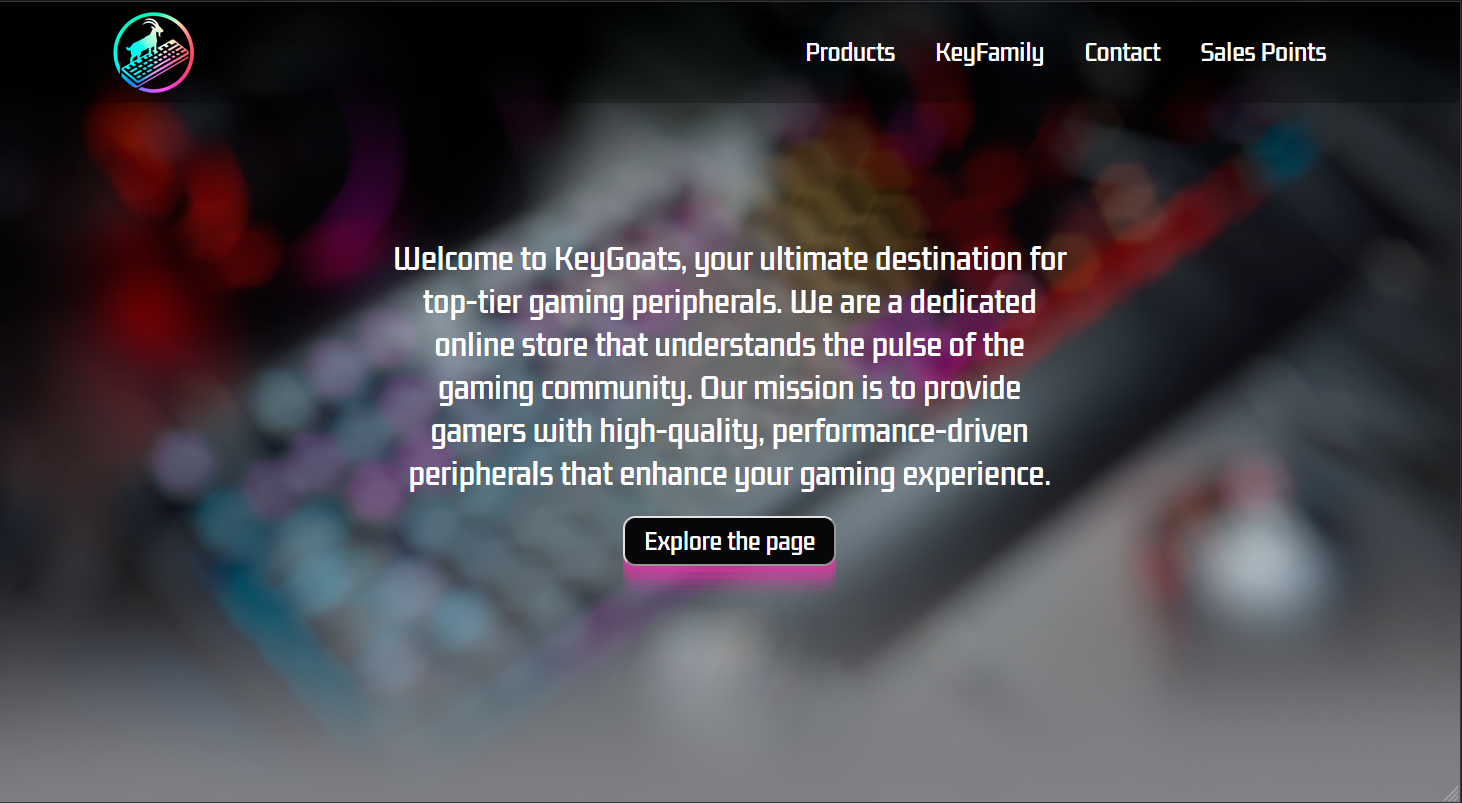 Products KeyFamily Contact Sales Points
Welcome to KeyGoats, your ultimate destination for
top-tier gaming peripherals. We are a dedicated
online store that understands the pulse of the
gaming community. Our mission is to provide
gamers with high-quality, performance-driven
peripherals that enhance your gaming experience.
Explore the page